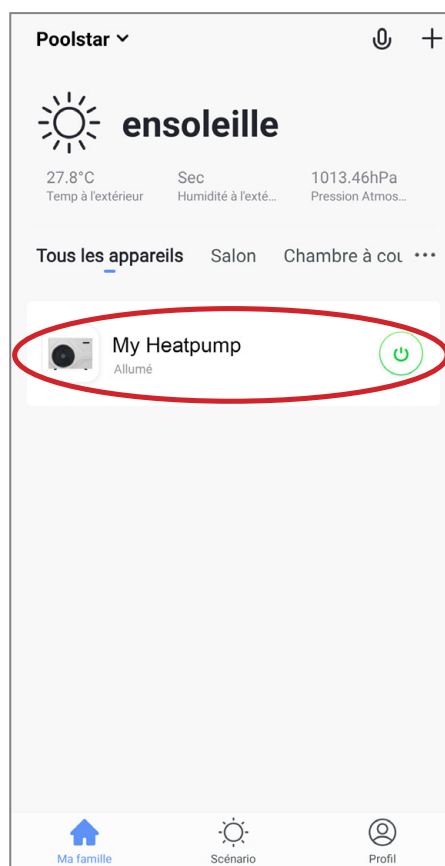 Poolstar
ensoleille
27.8°C Sec 1013.46hPa
Temp à l'extérieur Humidité à l'exté... Pression Atmos...
Tous les appareils Salon Chambre à cou ...
My Heatpump
Allumé
Ma famille Scénario Profil